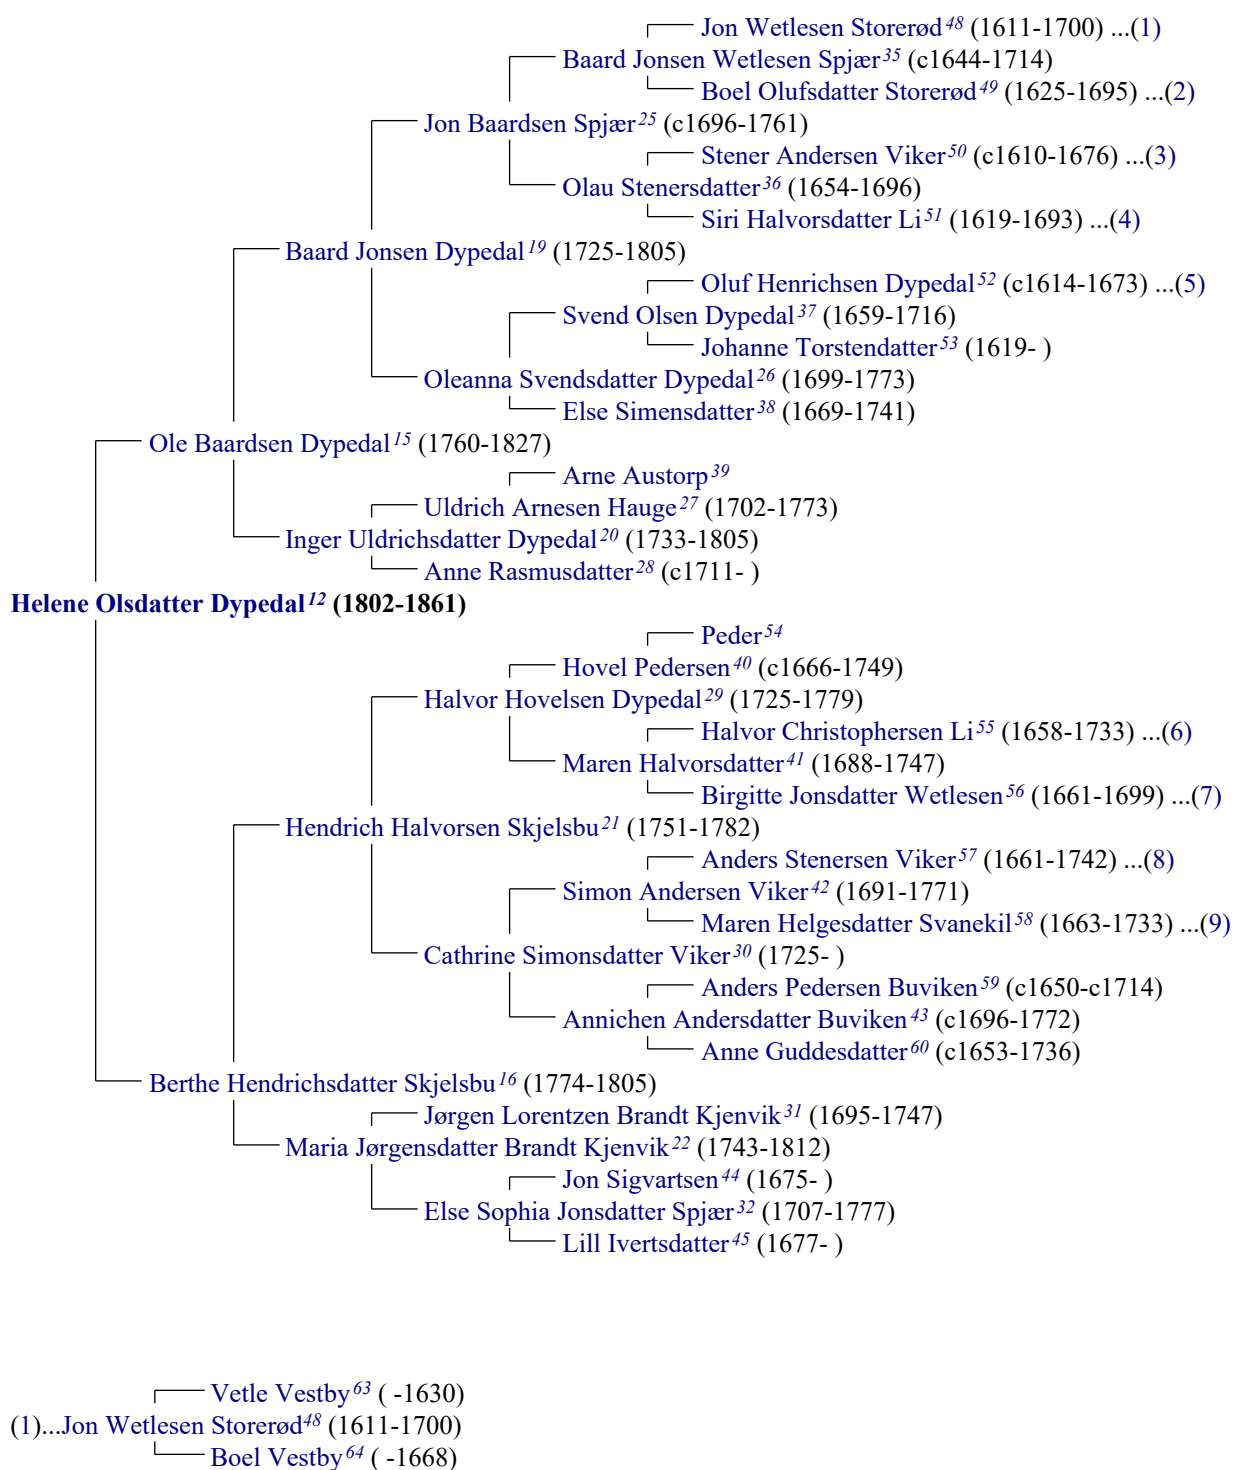 Jon Wetlesen Storerød48 (1611-1700) ...(1)
Baard Jonsen Wetlesen Spjær35 (c1644-1714)
Boel Olufsdatter Storerød49 (1625-1695) ...(2)
Jon Baardsen Spjær25 (c1696-1761)
Stener Andersen Viker50 (c1610-1676) ...(3)
Olau Stenersdatter36 (1654-1696)
Siri Halvorsdatter Li51 (1619-1693) ...(4)
Baard Jonsen Dypedal19 (1725-1805)
Oluf Henrichsen Dypedal52 (c1614-1673) ...(5)
Svend Olsen Dypedal37 (1659-1716)
Johanne Torstendatter53 (1619- )
Oleanna Svendsdatter Dypedal26 (1699-1773)
Else Simensdatter38 (1669-1741)
Ole Baardsen Dypedal15 (1760-1827)
Arne Austorp39
Uldrich Arnesen Hauge27 (1702-1773)
Inger Uldrichsdatter Dypedal20 (1733-1805)
Anne Rasmusdatter28 (c1711- )
Helene Olsdatter Dypedal12 (1802-1861)
Peder54
Hovel Pedersen40 (c1666-1749)
Halvor Hovelsen Dypedal29 (1725-1779)
Halvor Christophersen Li55 (1658-1733) ...(6)
Maren Halvorsdatter41 (1688-1747)
Birgitte Jonsdatter Wetlesen56 (1661-1699) ...(7)
Hendrich Halvorsen Skjelsbu21 (1751-1782)
Anders Stenersen Viker57 (1661-1742) ...(8)
Simon Andersen Viker42 (1691-1771)
Maren Helgesdatter Svanekil58 (1663-1733) ...(9)
Cathrine Simonsdatter Viker30 (1725- )
Anders Pedersen Buviken59 (c1650-c1714)
Annichen Andersdatter Buviken43 (c1696-1772)
Anne Guddesdatter60 (c1653-1736)
Berthe Hendrichsdatter Skjelsbu16 (1774-1805)
Jørgen Lorentzen Brandt Kjenvik31 (1695-1747)
Maria Jørgensdatter Brandt Kjenvik22 (1743-1812)
Jon Sigvartsen44 (1675- )
Else Sophia Jonsdatter Spjær32 (1707-1777)
Lill Ivertsdatter45 (1677- )
Vetle Vestby63 ( -1630)
(1)...Jon Wetlesen Storerød48 (1611-1700)
Boel Vestby64 ( -1668)